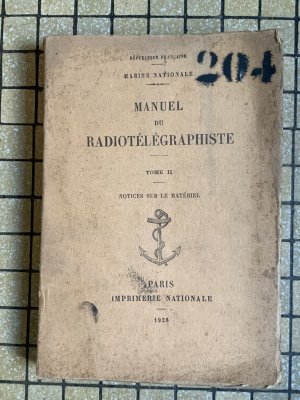 RÉPUBLIQUE FRANÇAISE
204
MARINE NATIONALE
MANUEL
DU
RADIOTÉLÉGRAPHISTE
TOME II
NOTICES SUR LE MATÉRIEL
PARIS
IMPRIMERIE NATIONALE
1928